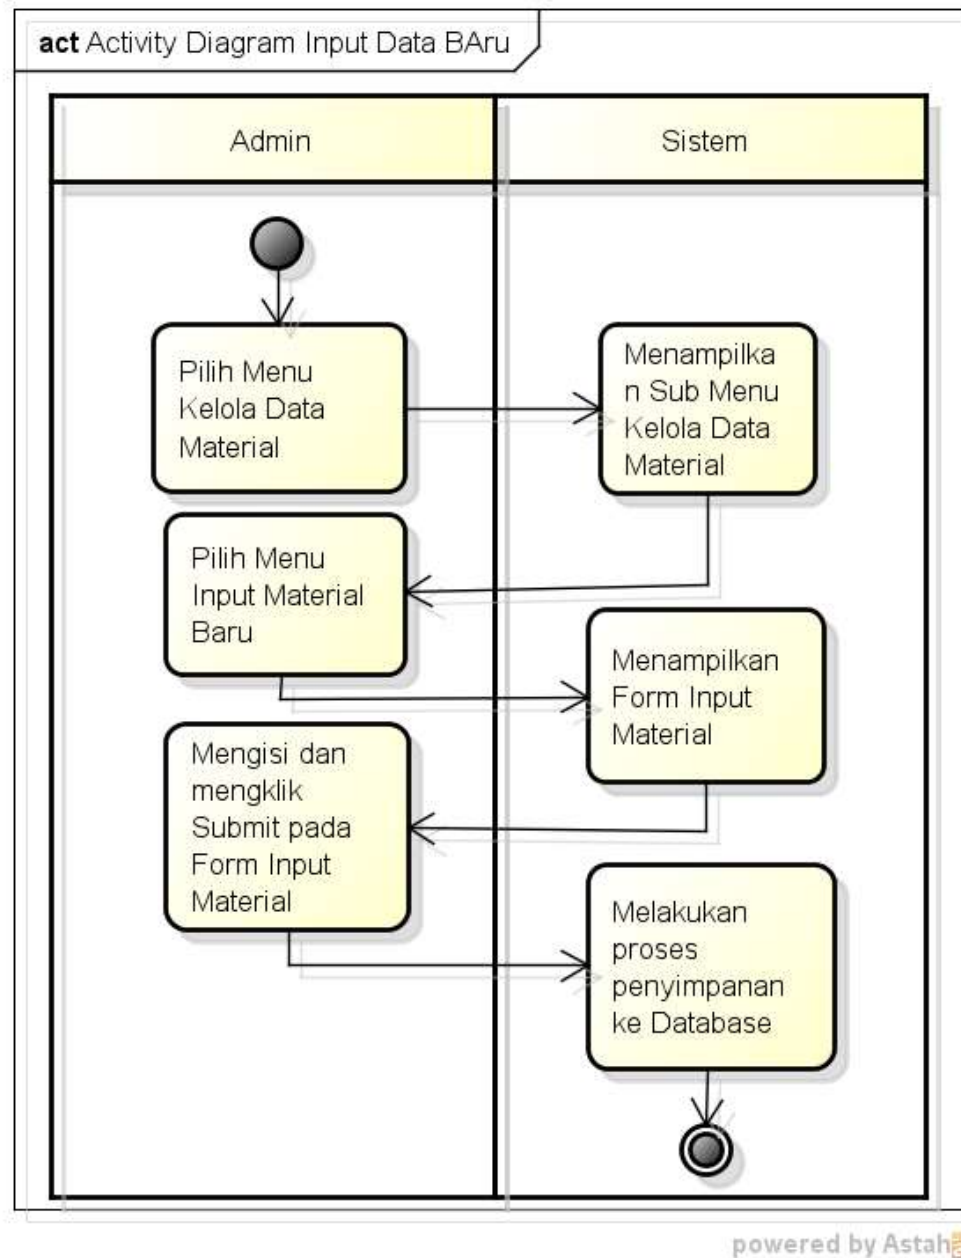 act Activity Diagram Input Data BAru
Admin
Sistem
Pilih Menu
Kelola Data
Material
Menampilka
n Sub Menu
Kelola Data
Material
Pilih Menu
Input Material
Baru
Menampilkan
Form Input
Material
Mengisi dan
mengklik
Submit pada
Form Input
Material
Melakukan
proses
penyimpanan
ke Database
powered by Astah